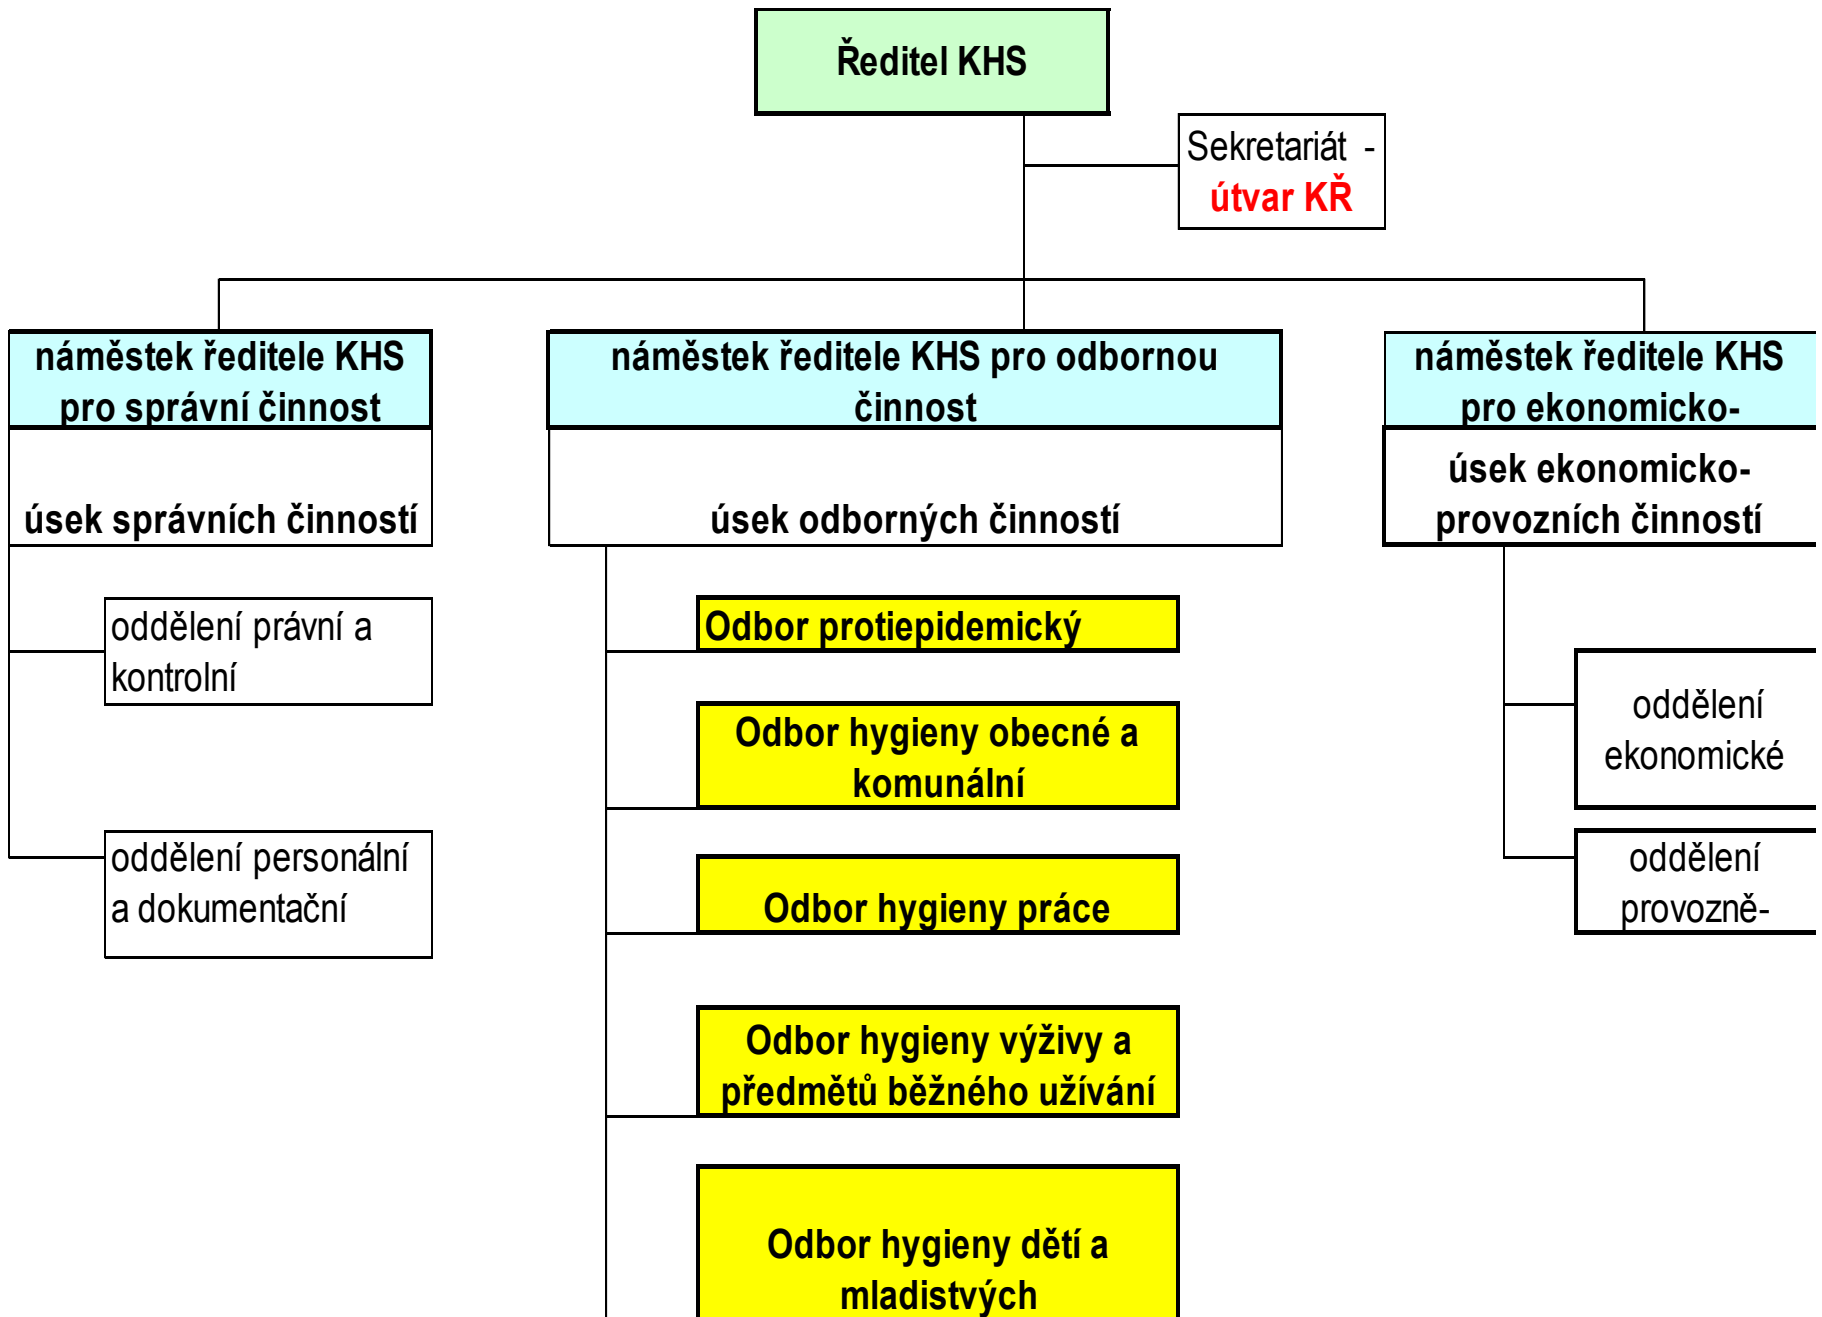 Ředitel KHS
Sekretariát -
útvar KŘ
náměstek ředitele KHS
pro správní činnost
náměstek ředitele KHS pro odbornou
činnost
náměstek ředitele KHS
pro ekonomicko-
úsek správních činností
úsek odborných činností
úsek ekonomicko-
provozních činností
oddělení právní a
kontrolní
oddělení personální
a dokumentační
Odbor protiepidemický
Odbor hygieny obecné a
komunální
Odbor hygieny práce
Odbor hygieny výživy a
předmětů běžného užívání
Odbor hygieny dětí a
mladistvých
oddělení
ekonomické
oddělení
provozně-